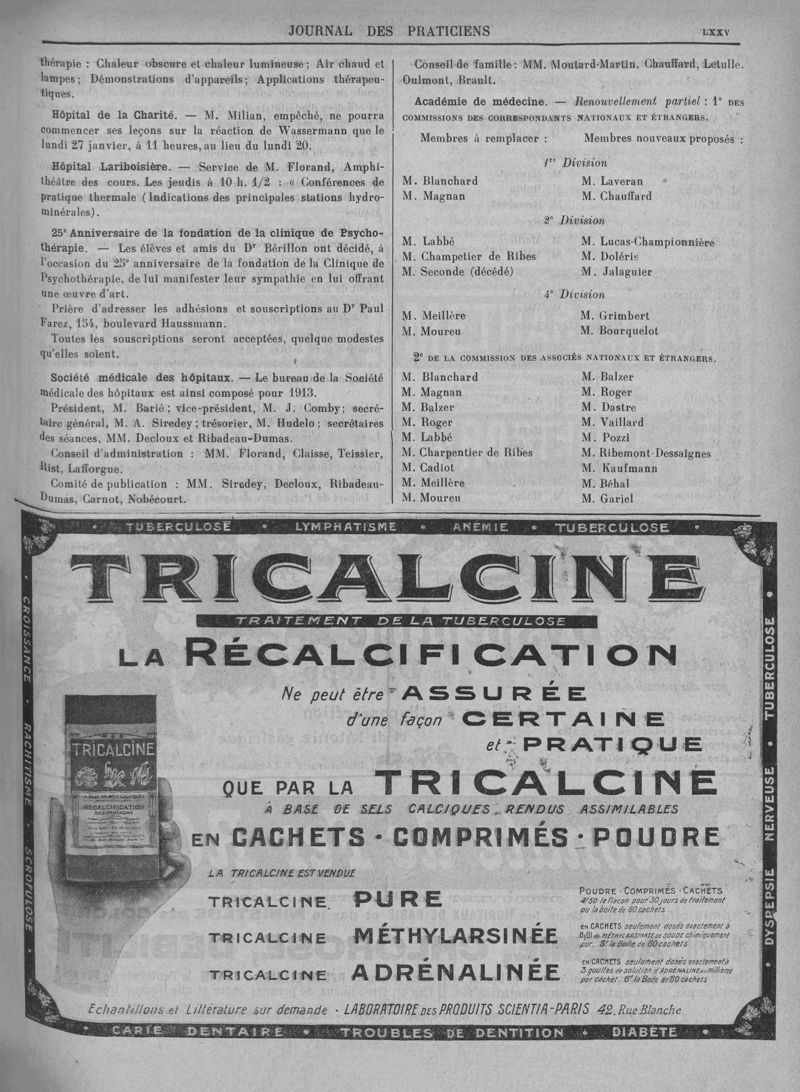 JOURNAL DES PRATICIENS LXXV
thérapie : Chaleur obscure et chaleur lumineuse; Air chaud et
lampes; Démonstrations d'appareils; Applications thérapeu-
tiques.
Hôpital de la Charité. — M. Milian, empêché, ne pourra
commencer ses leçons sur la réaction de Wassermann que le
lundi 27 janvier, à 11 heures, au lieu du lundi 20.
Hôpital Lariboisière. — Service de M. Florand, Amphi-
théâtre des cours. Les jeudis à 10 h. 1/2 : « Conférences de
pratique thermale (Indications des principales stations hydro-
minérales).
25e Anniversaire de la fondation de la clinique de Psycho-
thérapie. — Les élèves et amis du Dr Bérillon ont décidé, à
l'occasion du 25e anniversaire de la fondation de la Clinique de
Psychothérapie, de lui manifester leur sympathie en lui offrant
une œuvre d'art.
Prière d'adresser les adhésions et souscriptions au Dr Paul
Farez, 154, boulevard Haussmann.
Toutes les souscriptions seront acceptées, quelque modestes
qu'elles soient.
Société médicale des hôpitaux. — Le bureau de la Société
médicale des hôpitaux est ainsi composé pour 1913.
Président, M. Barié; vice-président, M. J. Comby; secré-
taire général, M. A. Siredey; trésorier, M. Hudelo; secrétaires
des séances, MM. Decloux et Ribadeau-Dumas.
Conseil d'administration : MM. Florand, Claisse, Teissier,
Rist, Lafforgue.
Comité de publication : MM. Siredey, Decloux, Ribadeau-
Dumas, Carnot, Nobécourt.
Conseil de famille : MM. Moutard-Martin, Chauffard, Letulle.
Oulmont, Brault.
Académie de médecine. — Renouvellement partiel : 1° DES
COMMISSIONS DES CORRESPONDANTS NATIONAUX ET ÉTRANGERS.
Membres à remplacer : Membres nouveaux proposés :
1re Division
M. Blanchard M. Laveran
M. Magnan M. Chauffard
2e Division
M. Labbé M. Lucas-Championnière
M. Champetier de Ribes M. Doléris
M. Seconde (décédé) M. Jalaguier
4e Division
M. Meillère M. Grimbert
M. Moureu M. Bourquelot
2° DE LA COMMISSION DES ASSOCIÉS NATIONAUX ET ÉTRANGERS.
M. Blanchard M. Balzer
M. Magnan M. Roger
M. Balzer M. Dastre
M. Roger M. Vaillard
M. Labbé M. Pozzi
M. Charpentier de Ribes M. Ribemont-Dessaignes
M. Cadiot M. Kaufmann
M. Meillère M. Béhal
M. Moureu M. Gariel
TUBERCULOSE • LYMPHATISME • ANEMIE • TUBERCULOSE
CROISSANCE • RACHITISME • SCROFULOSE
TUBERCULOSE • DYSPEPSIE NERVEUSE
TRICALCINE
TRAITEMENT DE LA TUBERCULOSE
LA RÉCALCIFICATION
Ne peut être ASSURÉE
d'une façon CERTAINE
et PRATIQUE
QUE PAR LA TRICALCINE
À BASE DE SELS CALCIQUES RENDUS ASSIMILABLES
EN CACHETS • COMPRIMÉS • POUDRE
TRICALCINE
RECALCIFICATION
LA TRICALCINE EST VENDUE
TRICALCINE PURE
POUDRE - COMPRIMÉS - CACHETS
4f50 le flacon pour 30 jours de traitement
ou la boîte de 60 cachets
TRICALCINE MÉTHYLARSINÉE
EN CACHETS seulement dosés exactement à
0,01 de MÉTHYLARSINATE DE SOUDE chimiquement
pur. 5f la Boîte de 60 cachets
TRICALCINE ADRÉNALINÉE
EN CACHETS seulement dosés exactement à
3 gouttes de solution d'ADRÉNALINE au millième
par cachet 6f la Boîte de 60 cachets
Echantillons et Littérature sur demande - LABORATOIRE DES PRODUITS SCIENTIA-PARIS 42, Rue Blanche
CARIE DENTAIRE • TROUBLES DE DENTITION • DIABÈTE